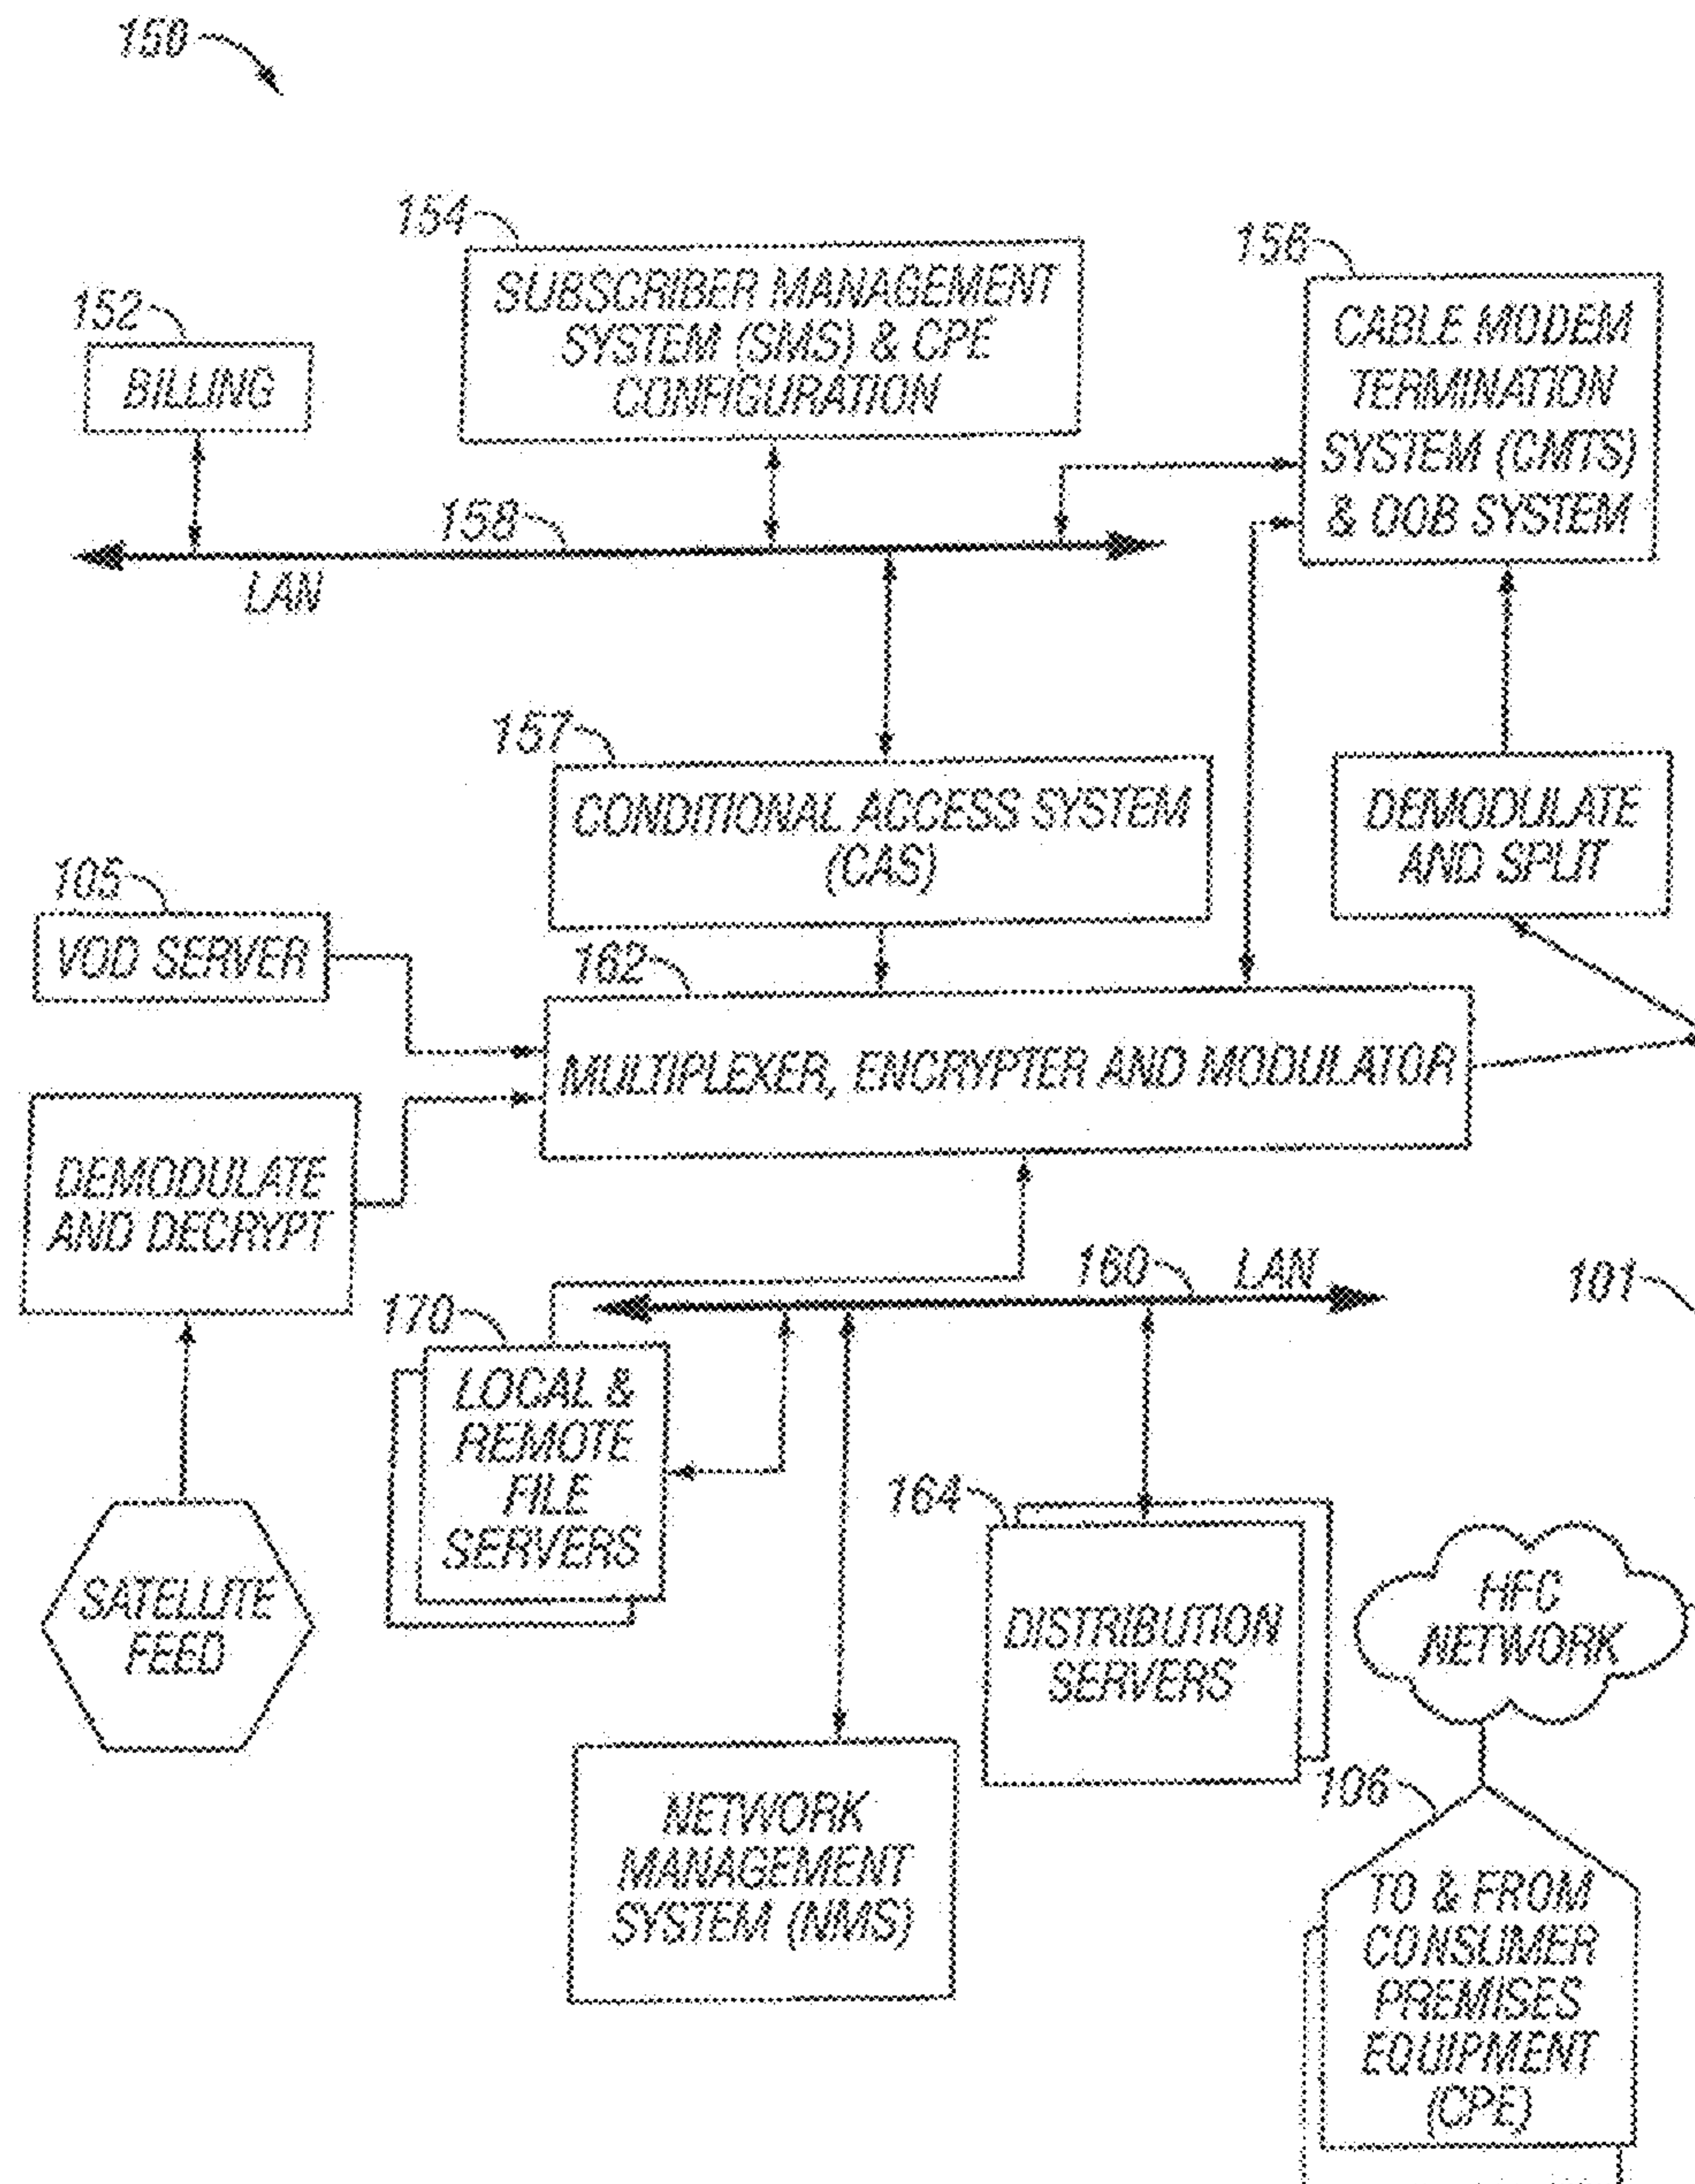 150
154
SUBSCRIBER MANAGEMENT
SYSTEM (SMS) & CPE
CONFIGURATION
156
CABLE MODEM
TERMINATION
SYSTEM (CMTS)
& OOB SYSTEM
152
BILLING
158
LAN
157
CONDITIONAL ACCESS SYSTEM
(CAS)
DEMODULATE
AND SPLIT
105
VOD SERVER
162
MULTIPLEXER, ENCRYPTER AND MODULATOR
DEMODULATE
AND DECRYPT
160
LAN
101
170
LOCAL &
REMOTE
FILE
SERVERS
164
DISTRIBUTION
SERVERS
HFC
NETWORK
SATELLITE
FEED
106
NETWORK
MANAGEMENT
SYSTEM (NMS)
TO & FROM
CONSUMER
PREMISES
EQUIPMENT
(CPE)